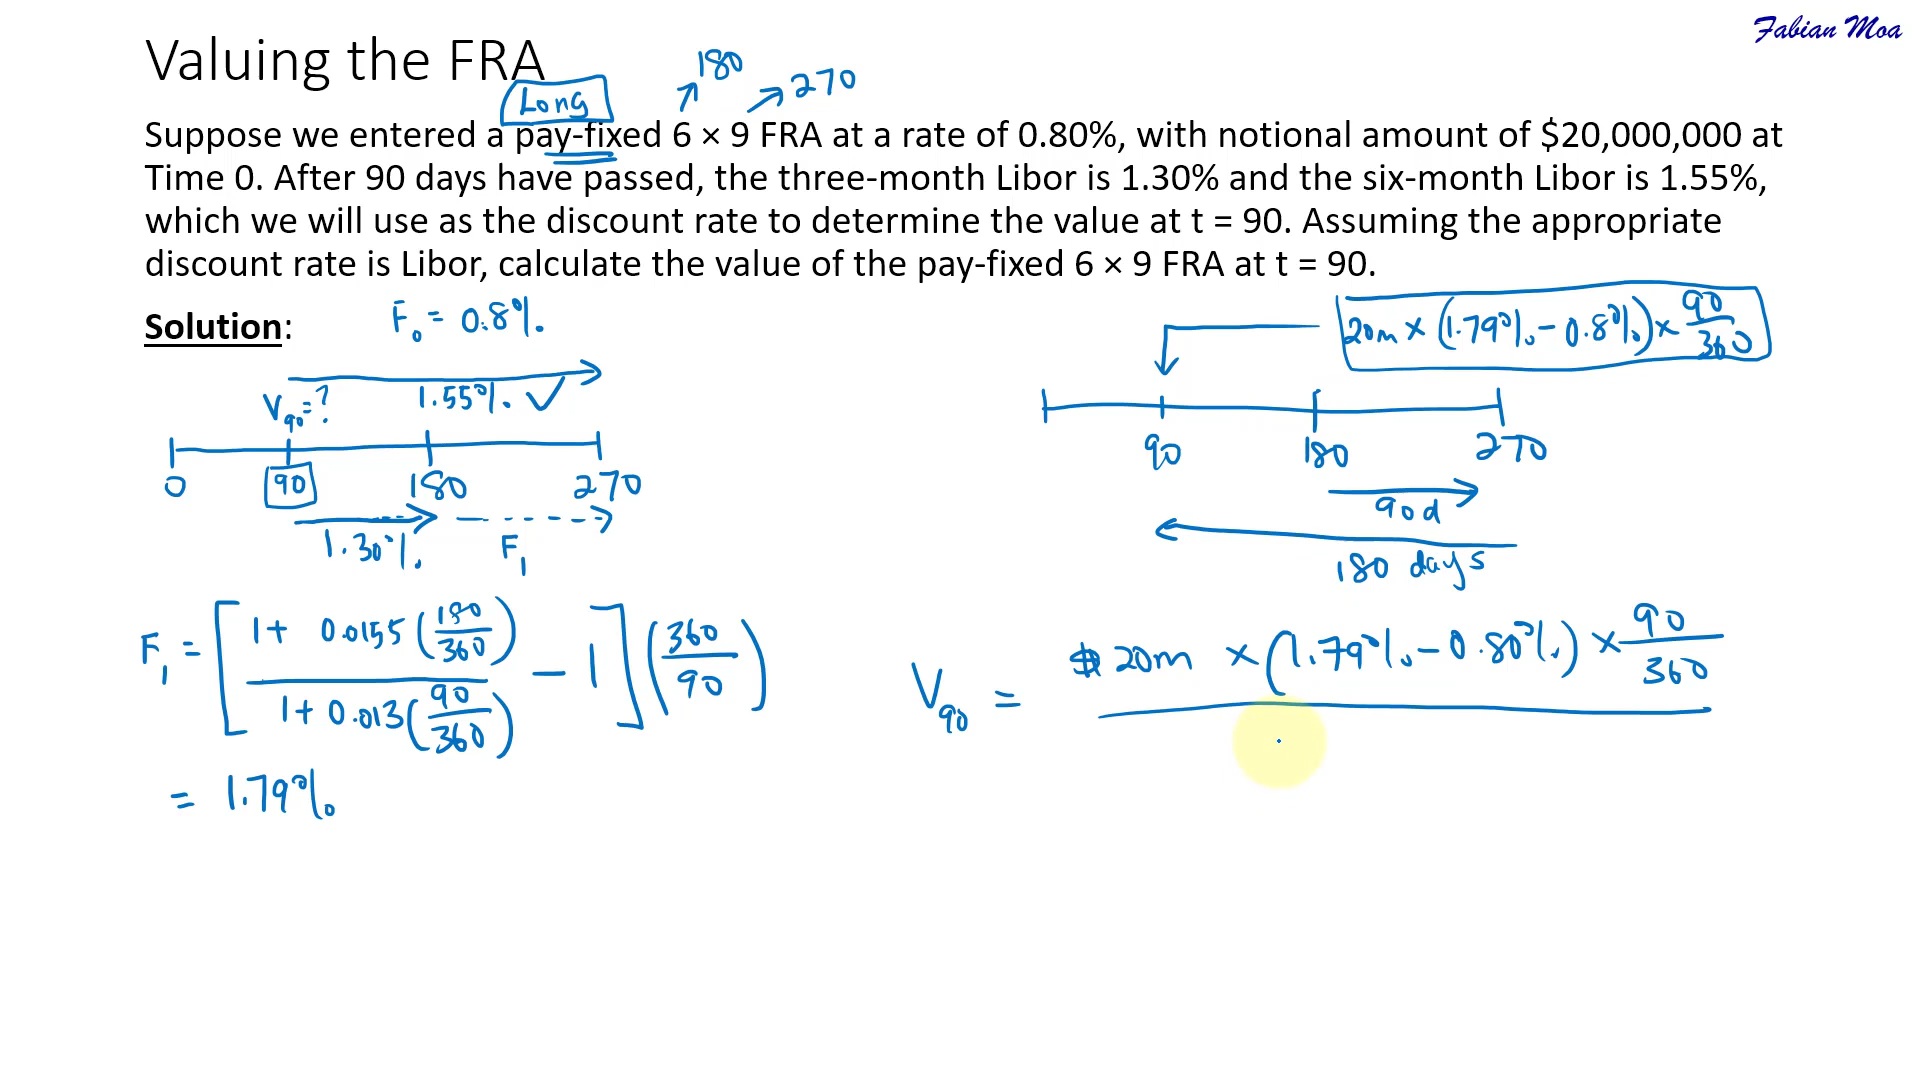 Fabian Moa
Valuing the FRA
Long
180
270
Suppose we entered a pay-fixed 6 × 9 FRA at a rate of 0.80%, with notional amount of $20,000,000 at
Time 0. After 90 days have passed, the three-month Libor is 1.30% and the six-month Libor is 1.55%,
which we will use as the discount rate to determine the value at t = 90. Assuming the appropriate
discount rate is Libor, calculate the value of the pay-fixed 6 × 9 FRA at t = 90.
Solution:
F₀ = 0.8%.
V₉₀ = ?
1.55%. ✓
0 90 180 270
1.30%. F₁
F₁ = [ (1 + 0.0155 (180/360)) / (1 + 0.013 (90/360)) − 1 ] (360/90)
= 1.79%
20m × (1.79% − 0.8%) × 90/360
90 180 270
90d
180 days
V₉₀ = $20m × (1.79% − 0.80%) × 90/360